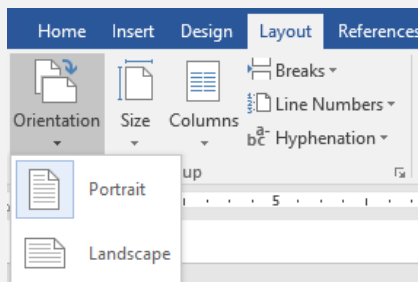 Home Insert Design Layout References
Breaks
Line Numbers
Orientation Size Columns
Hyphenation
up
Portrait
5
Landscape